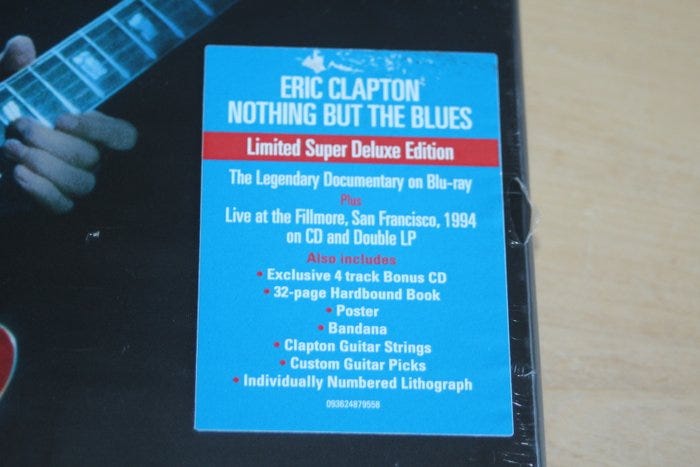 ERIC CLAPTON
NOTHING BUT THE BLUES
Limited Super Deluxe Edition
The Legendary Documentary on Blu-ray
Plus
Live at the Fillmore, San Francisco, 1994
on CD and Double LP
Also includes
• Exclusive 4 track Bonus CD
• 32-page Hardbound Book
• Poster
• Bandana
• Clapton Guitar Strings
• Custom Guitar Picks
• Individually Numbered Lithograph
093624879558